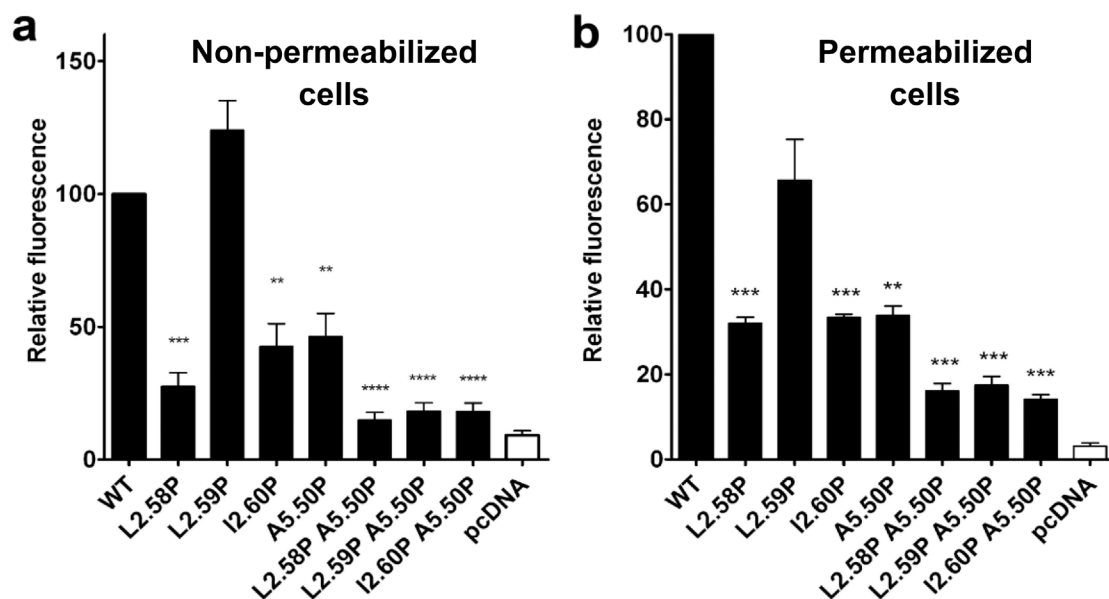 a
Non-permeabilized
cells
Relative fluorescence
150
100
50
0
***
**
**
****
****
****
WT
L2.58P
L2.59P
I2.60P
A5.50P
L2.58P A5.50P
L2.59P A5.50P
I2.60P A5.50P
pcDNA
b
Permeabilized
cells
Relative fluorescence
100
80
60
40
20
0
***
***
**
***
***
***
WT
L2.58P
L2.59P
I2.60P
A5.50P
L2.58P A5.50P
L2.59P A5.50P
I2.60P A5.50P
pcDNA